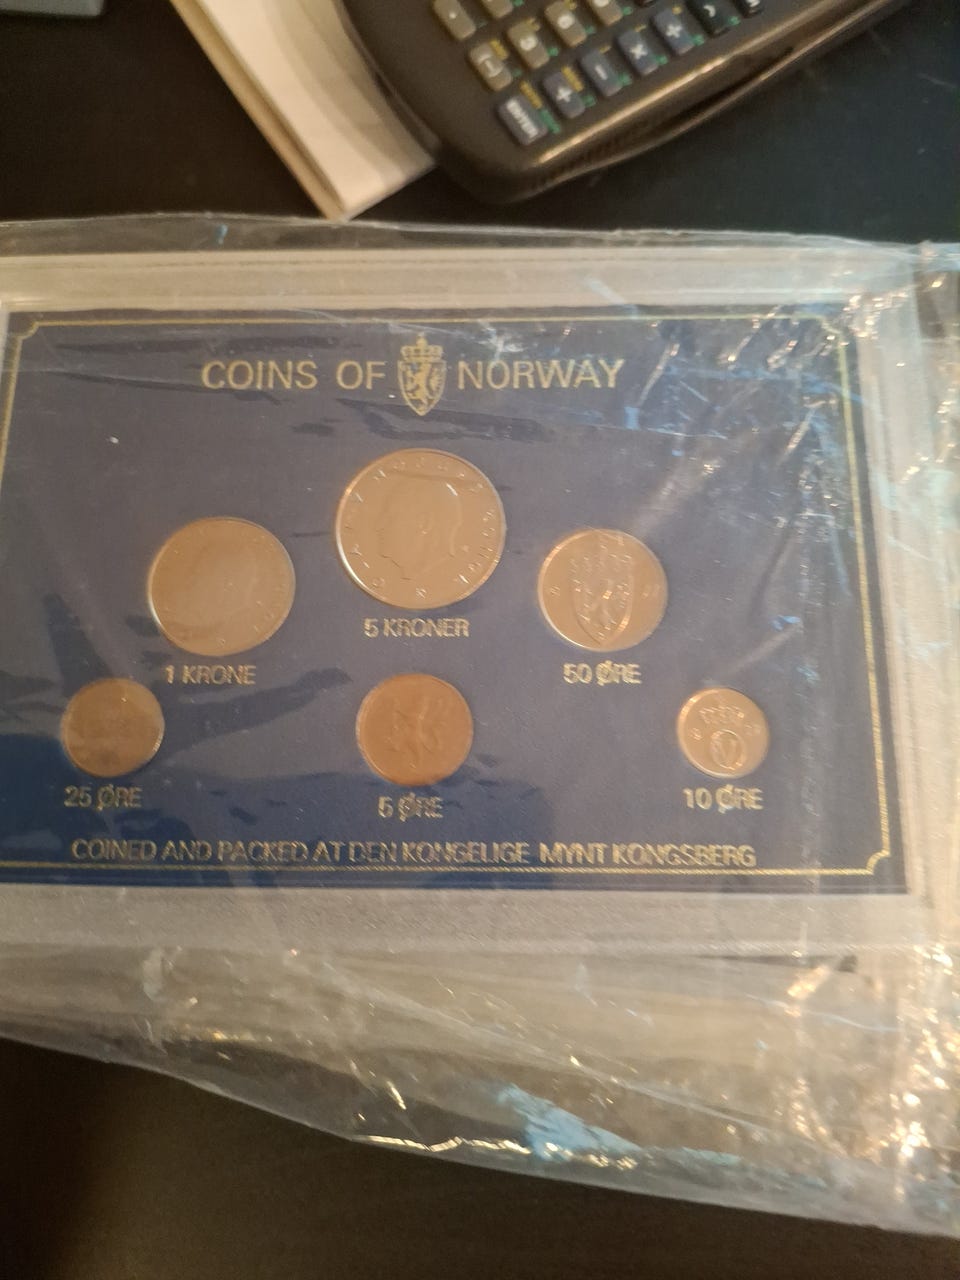 ENTER
COINS OF NORWAY
5 KRONER
1 KRONE
50 ØRE
25 ØRE
5 ØRE
10 ØRE
COINED AND PACKED AT DEN KONGELIGE MYNT KONGSBERG